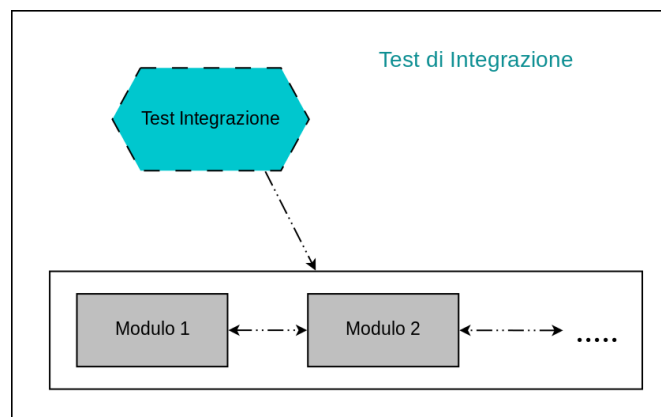 Test di Integrazione
Test Integrazione
Modulo 1
Modulo 2
.....